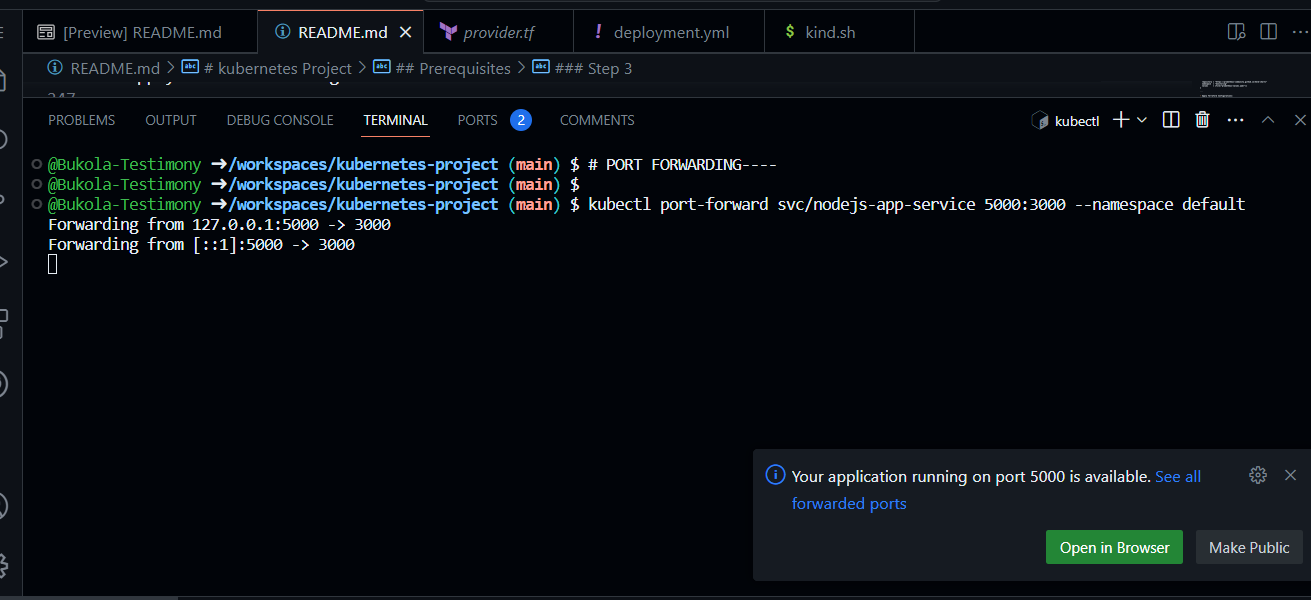 [Preview] README.md README.md provider.tf ! deployment.yml $ kind.sh
README.md > # kubernetes Project > ## Prerequisites > ### Step 3
PROBLEMS OUTPUT DEBUG CONSOLE TERMINAL PORTS 2 COMMENTS kubectl
@Bukola-Testimony ➜/workspaces/kubernetes-project (main) $ # PORT FORWARDING----
@Bukola-Testimony ➜/workspaces/kubernetes-project (main) $
@Bukola-Testimony ➜/workspaces/kubernetes-project (main) $ kubectl port-forward svc/nodejs-app-service 5000:3000 --namespace default
Forwarding from 127.0.0.1:5000 -> 3000
Forwarding from [::1]:5000 -> 3000
Your application running on port 5000 is available. See all
forwarded ports
Open in Browser Make Public